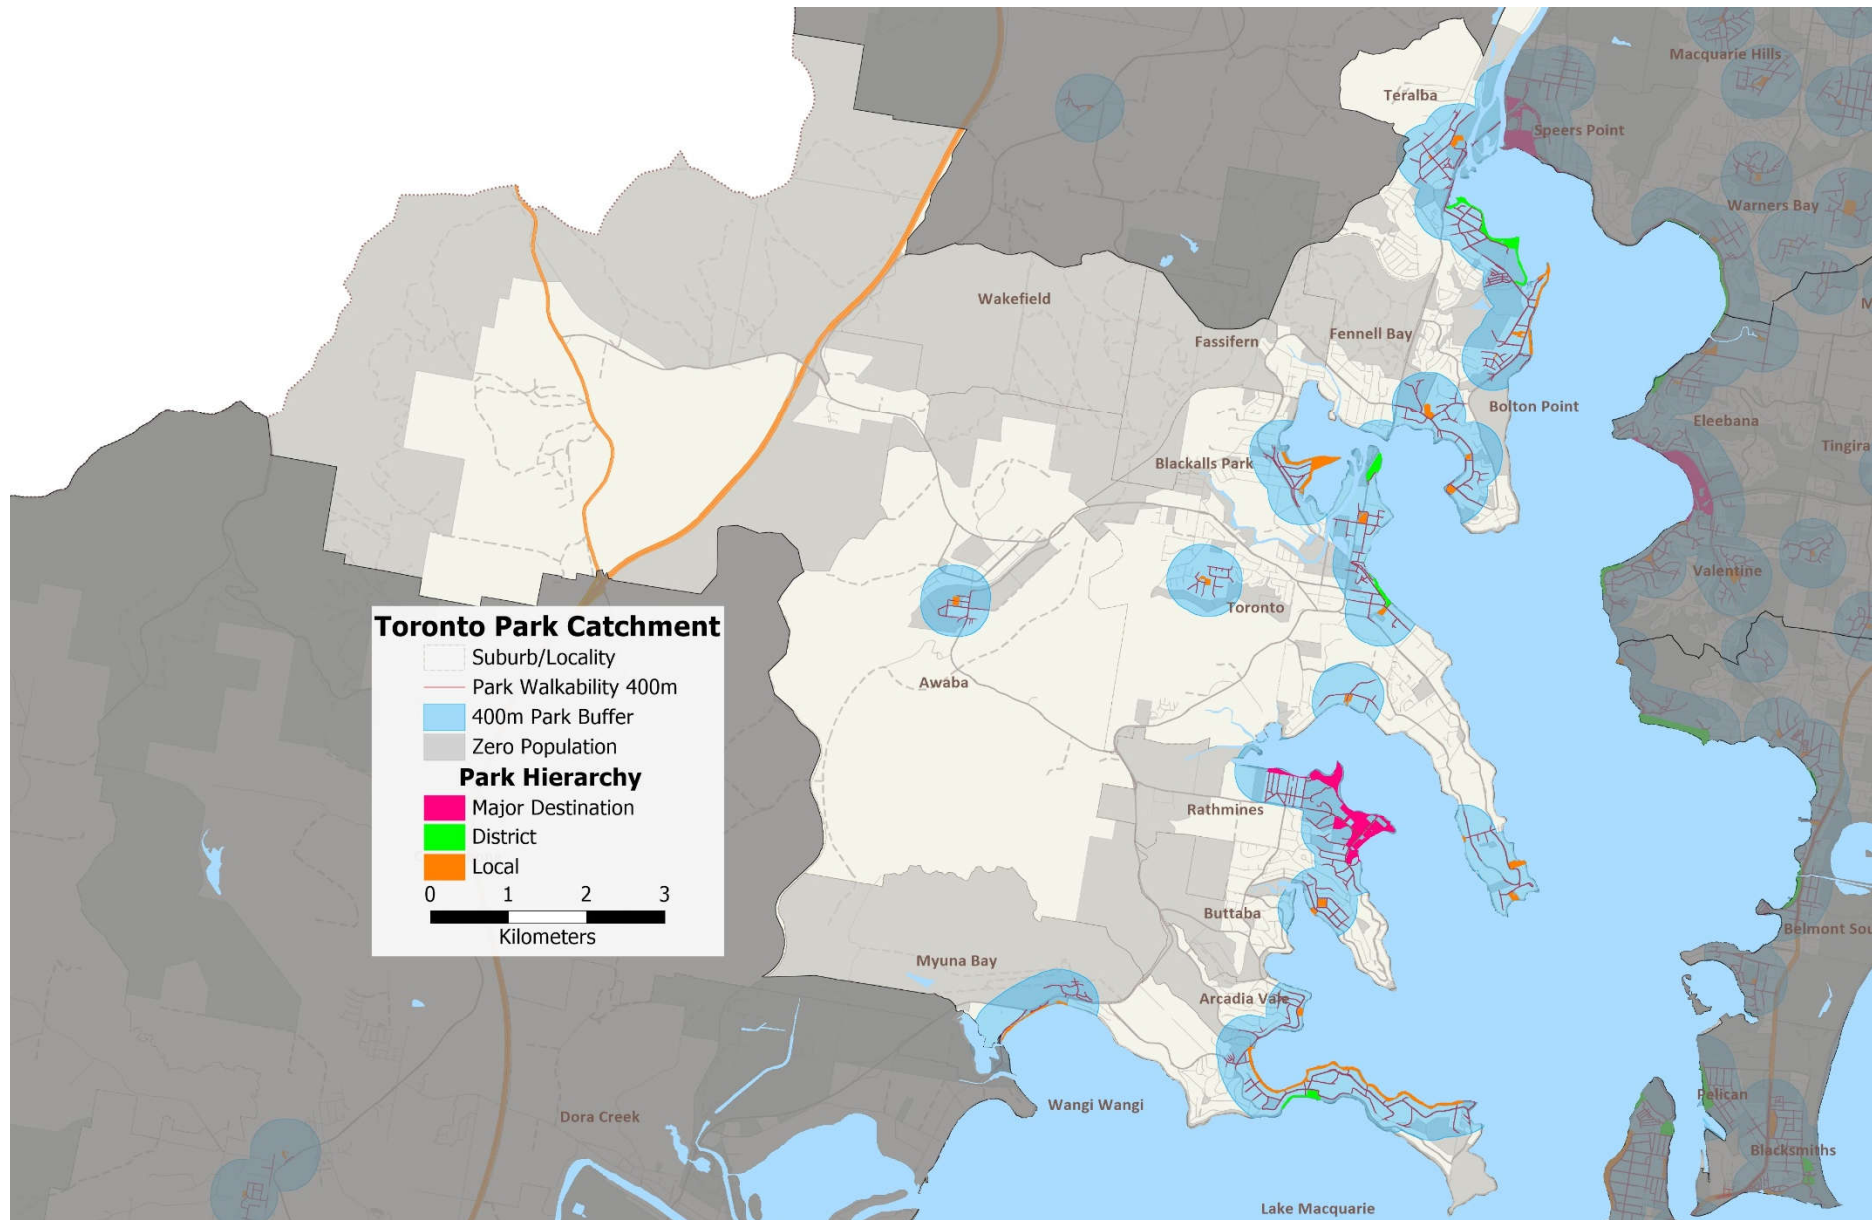 Macquarie Hills
Teralba
Speers Point
Warners Bay
Wakefield
M
Fassifern
Fennell Bay
Bolton Point
Eleebana
Tingira
Blackalls Park
Valentine
Toronto
Awaba
Toronto Park Catchment
Suburb/Locality
Park Walkability 400m
400m Park Buffer
Zero Population
Park Hierarchy
Major Destination
District
Local
0 1 2 3
Kilometers
Rathmines
Buttaba
Belmont Sou
Myuna Bay
Arcadia Vale
Pelican
Wangi Wangi
Dora Creek
Blacksmiths
Lake Macquarie